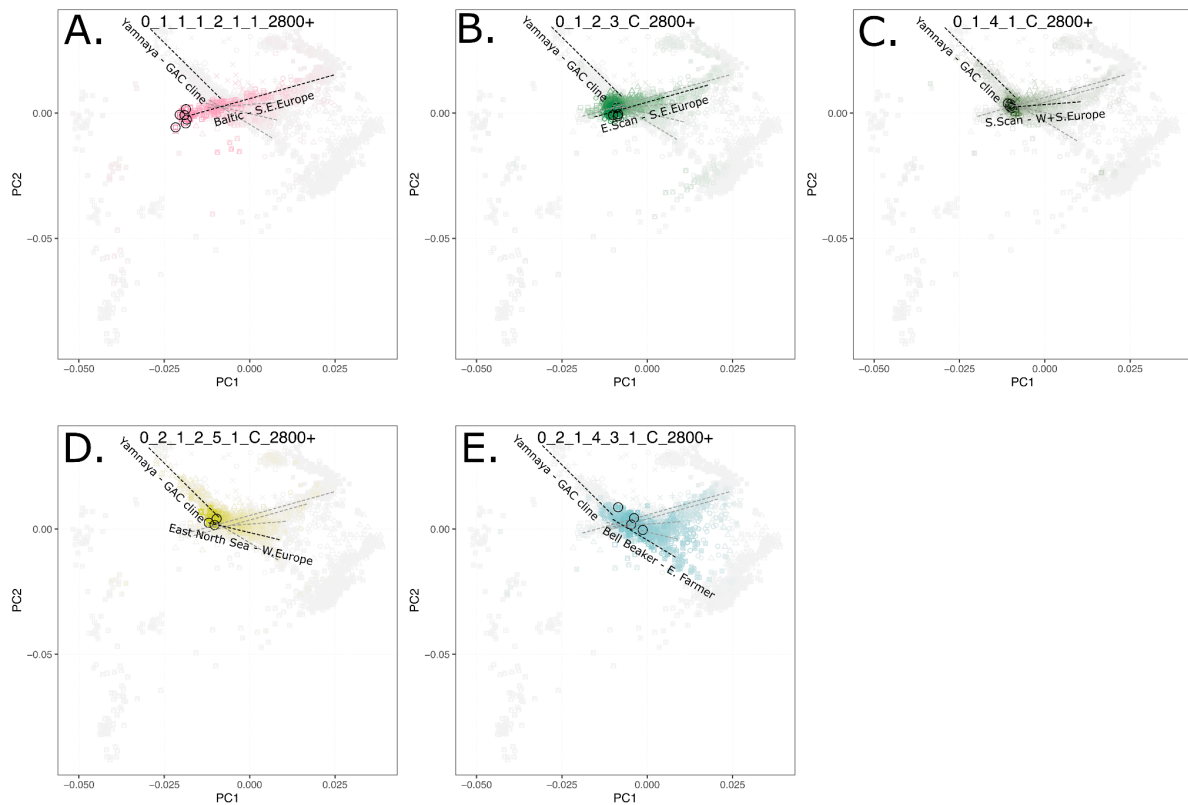 A.
0_1_1_1_2_1_1_2800+
Yamnaya - GAC cline
Baltic - S.E.Europe
0.00
−0.05
PC2
−0.050
−0.025
0.000
0.025
PC1
B.
0_1_2_3_C_2800+
Yamnaya - GAC cline
E.Scan - S.E.Europe
0.00
−0.05
PC2
−0.050
−0.025
0.000
0.025
PC1
C.
0_1_4_1_C_2800+
Yamnaya - GAC cline
S.Scan - W+S.Europe
0.00
−0.05
PC2
−0.050
−0.025
0.000
0.025
PC1
D.
0_2_1_2_5_1_C_2800+
Yamnaya - GAC cline
East North Sea - W.Europe
0.00
−0.05
PC2
−0.050
−0.025
0.000
0.025
PC1
E.
0_2_1_4_3_1_C_2800+
Yamnaya - GAC cline
Bell Beaker - E. Farmer
0.00
−0.05
PC2
−0.050
−0.025
0.000
0.025
PC1